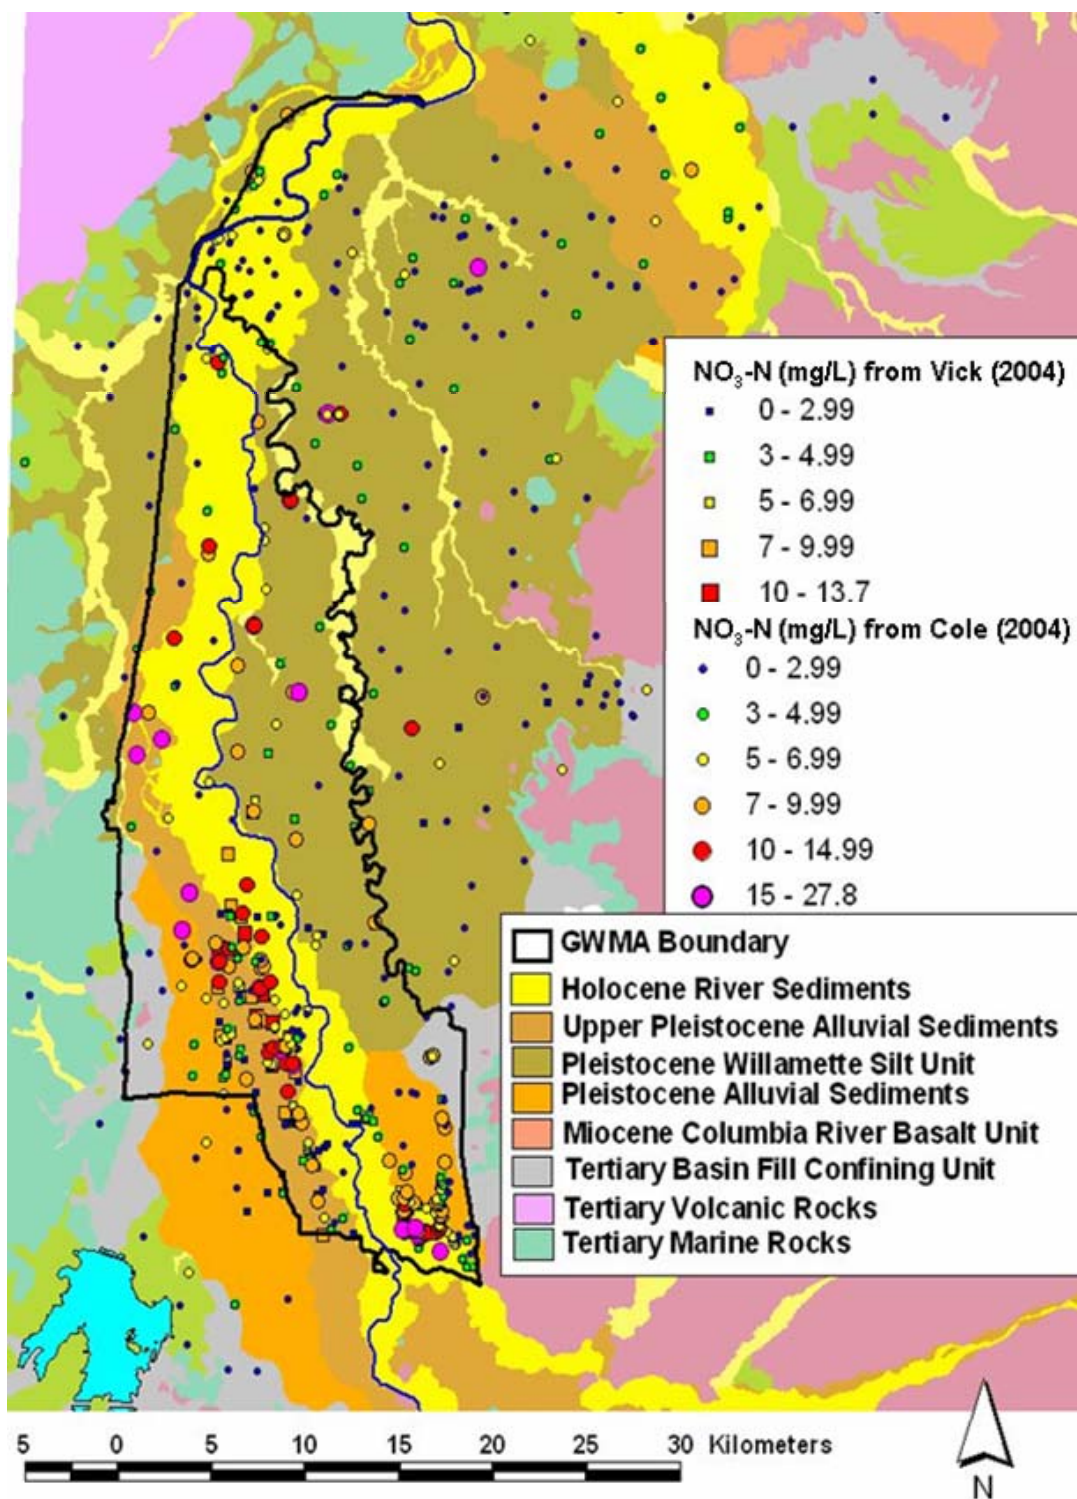 NO₃-N (mg/L) from Vick (2004)
0 - 2.99
3 - 4.99
5 - 6.99
7 - 9.99
10 - 13.7
NO₃-N (mg/L) from Cole (2004)
0 - 2.99
3 - 4.99
5 - 6.99
7 - 9.99
10 - 14.99
15 - 27.8
GWMA Boundary
Holocene River Sediments
Upper Pleistocene Alluvial Sediments
Pleistocene Willamette Silt Unit
Pleistocene Alluvial Sediments
Miocene Columbia River Basalt Unit
Tertiary Basin Fill Confining Unit
Tertiary Volcanic Rocks
Tertiary Marine Rocks
5 0 5 10 15 20 25 30 Kilometers
N